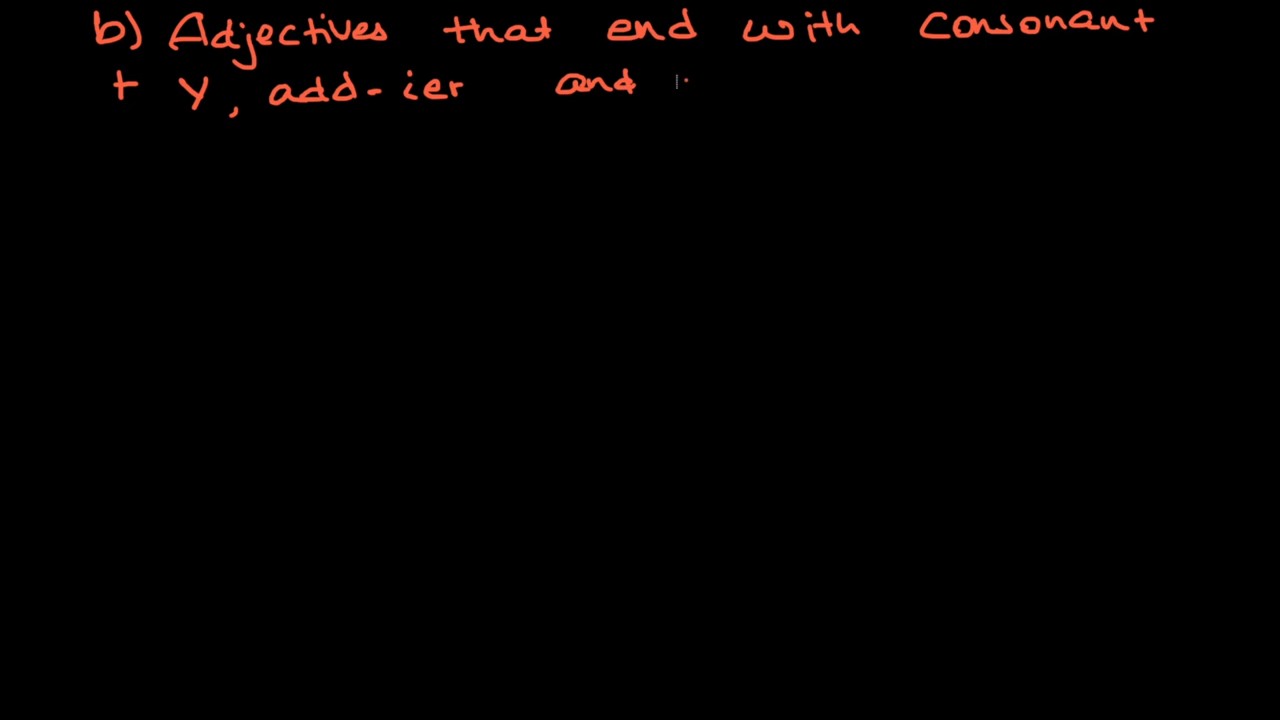 b) Adjectives that end with consonant
+ y, add-ier and